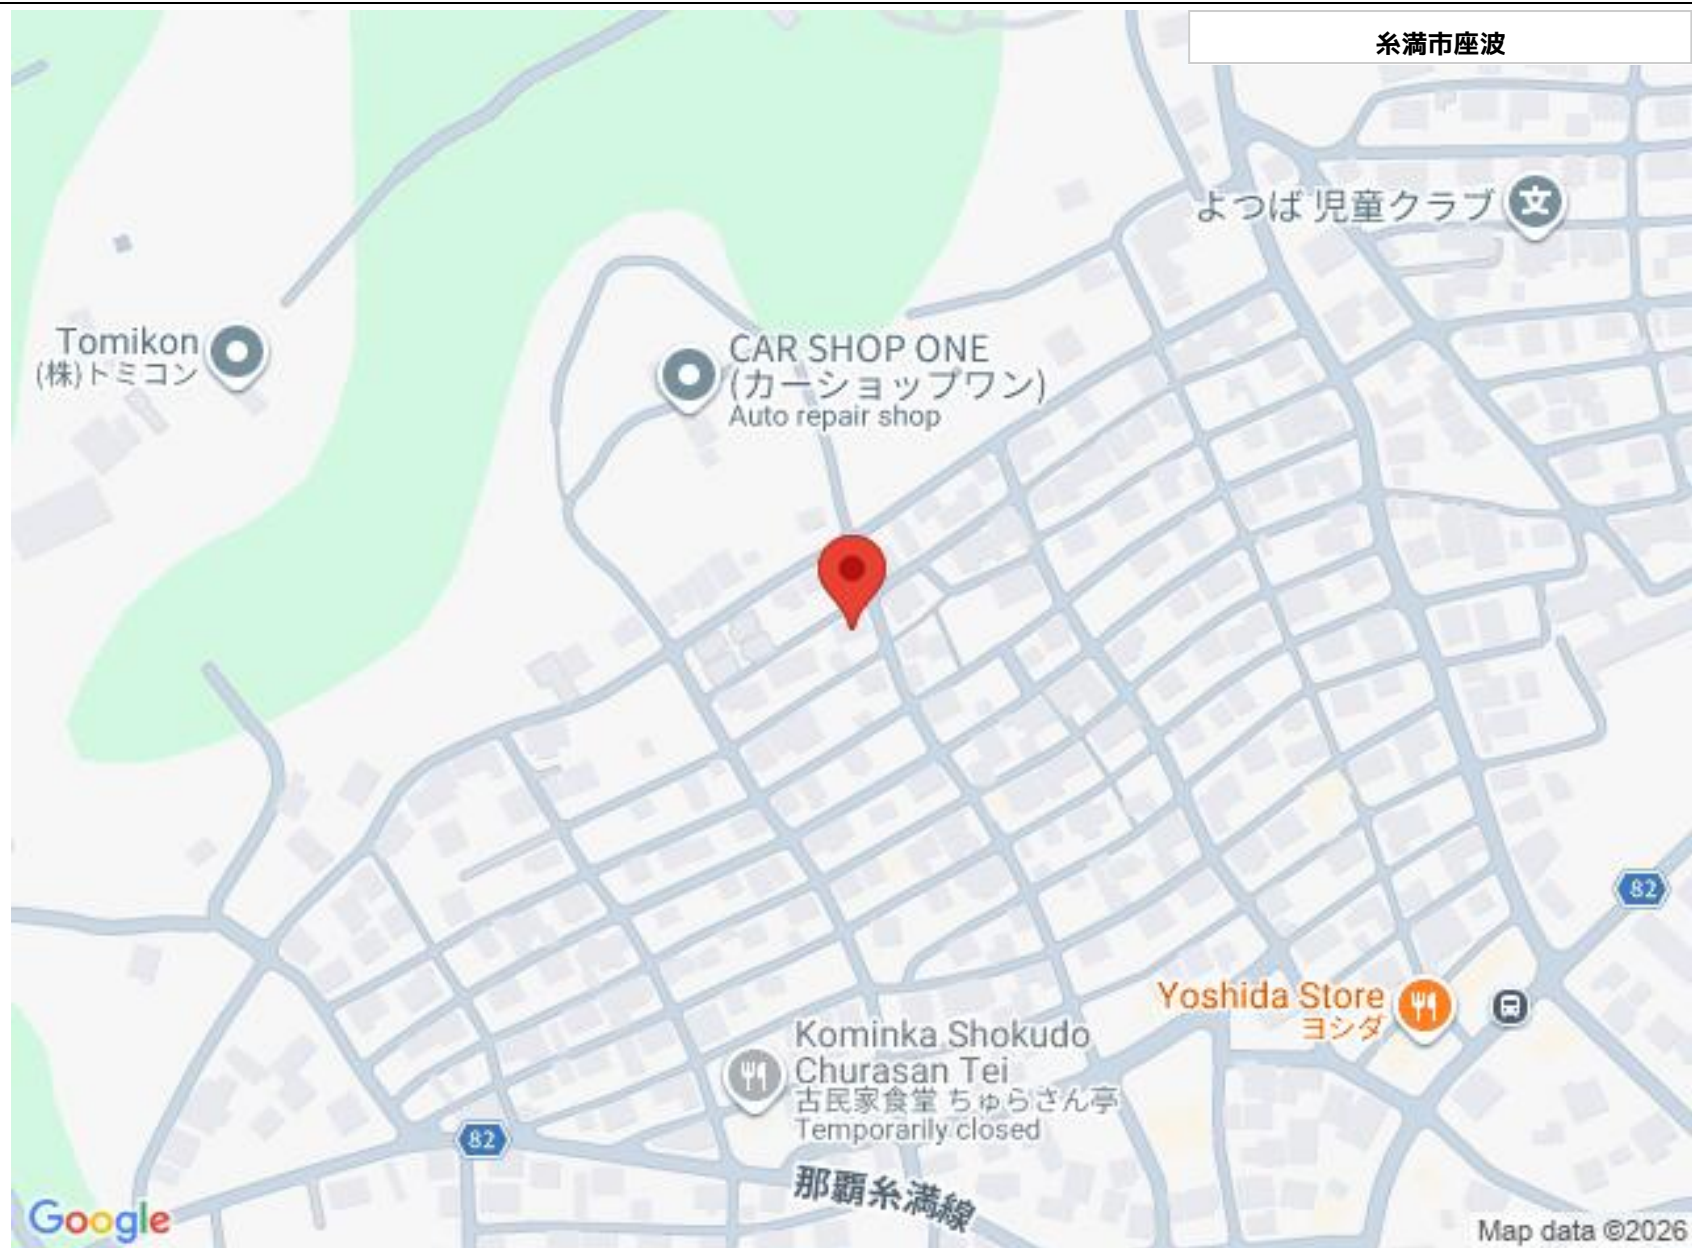 糸満市座波
よつば 児童クラブ
文
Tomikon
(株)トミコン
CAR SHOP ONE
(カーショップワン)
Auto repair shop
82
Yoshida Store
ヨシダ
Kominka Shokudo
Churasan Tei
古民家食堂 ちゅらさん亭
Temporarily closed
82
那覇糸満線
Google
Map data ©2026